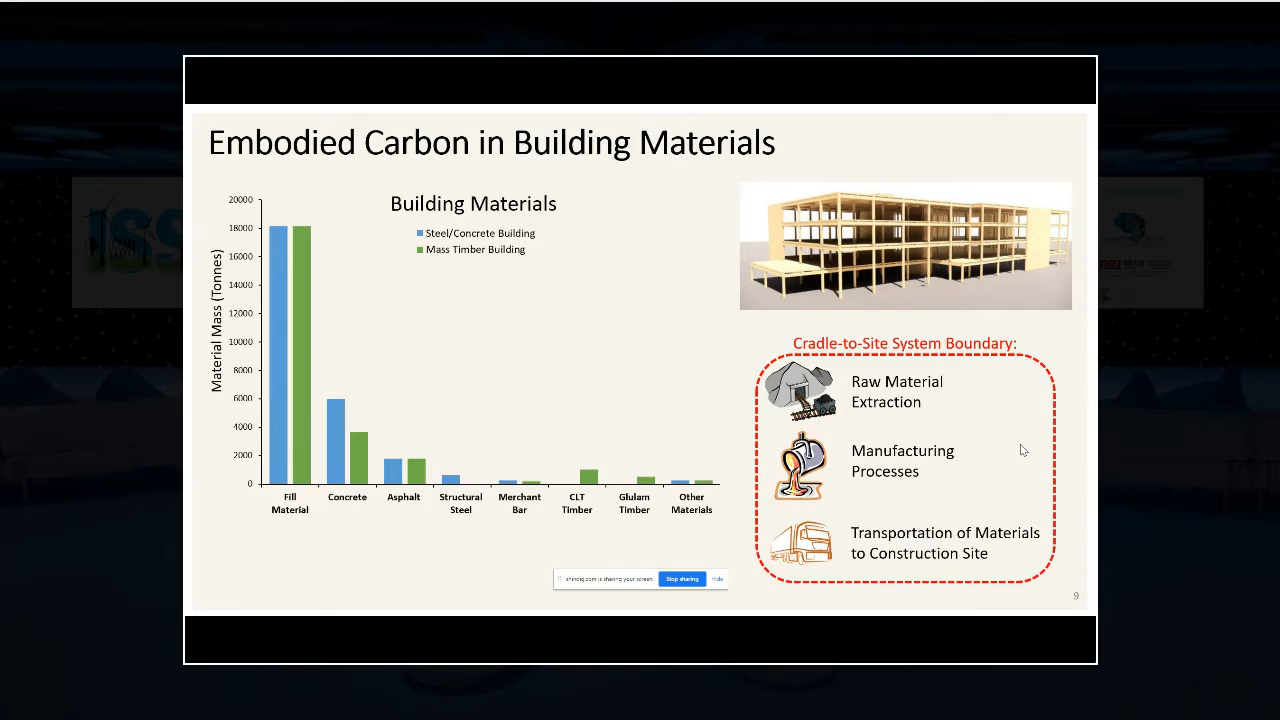 Embodied Carbon in Building Materials
Building Materials
Steel/Concrete Building
Mass Timber Building
Material Mass (Tonnes)
20000
18000
16000
14000
12000
10000
8000
6000
4000
2000
0
Fill
Material
Concrete
Asphalt
Structural
Steel
Merchant
Bar
CLT
Timber
Glulam
Timber
Other
Materials
Cradle-to-Site System Boundary:
Raw Material
Extraction
Manufacturing
Processes
Transportation of Materials
to Construction Site
shindig.com is sharing your screen.
Stop sharing
Hide
9